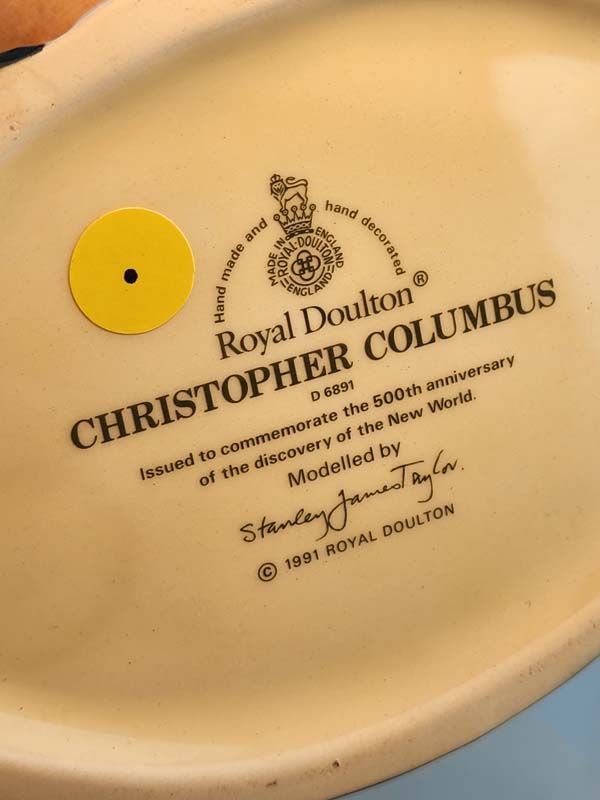 Hand made and hand decorated
MADE IN ENGLAND
ROYAL·DOULTON
ENGLAND
Royal Doulton®
CHRISTOPHER COLUMBUS
D 6891
Issued to commemorate the 500th anniversary
of the discovery of the New World.
Modelled by
Stanley James Taylor.
© 1991 ROYAL DOULTON